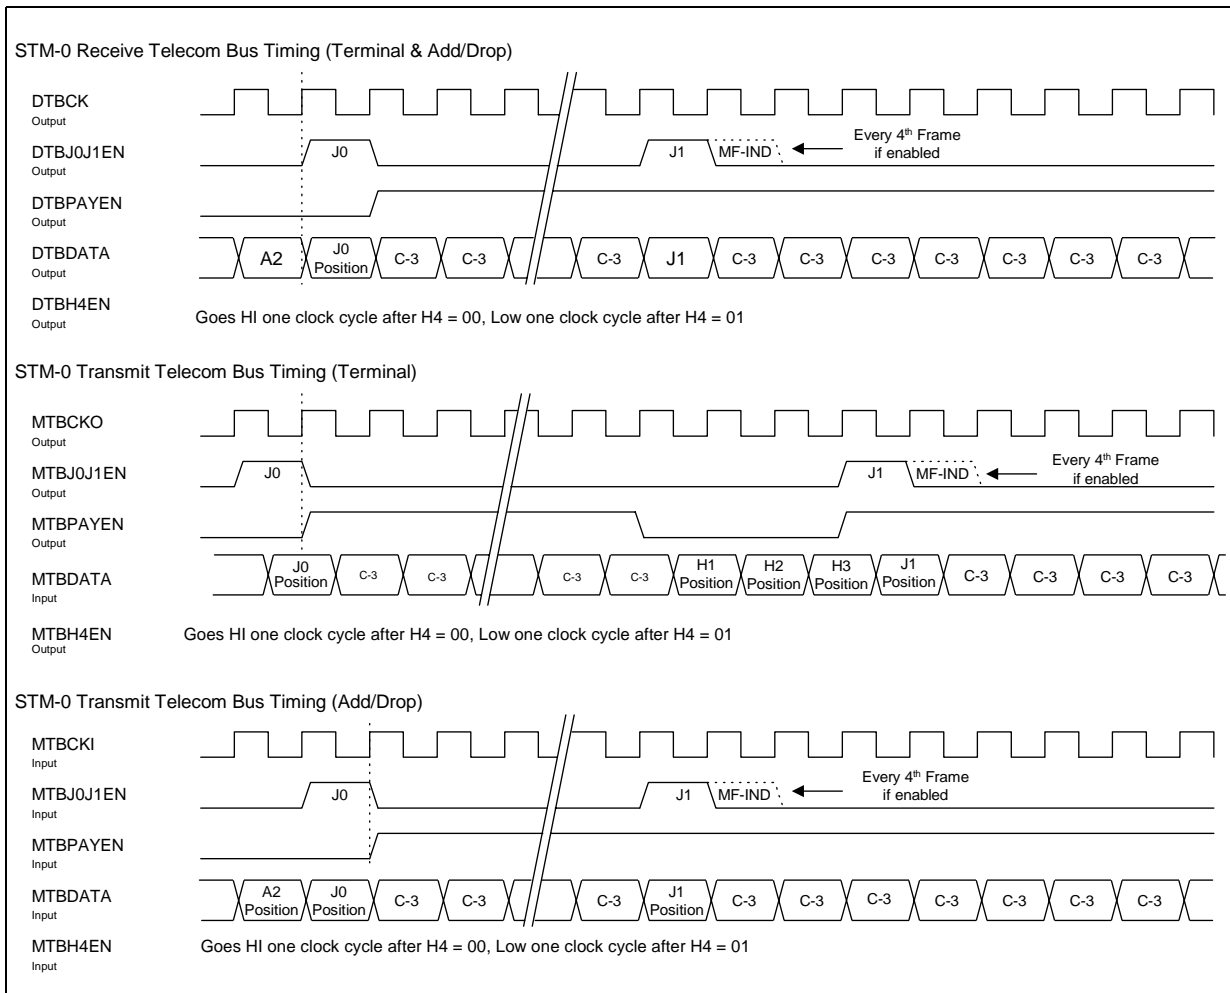 STM-0 Receive Telecom Bus Timing (Terminal & Add/Drop)
DTBCK
Output
DTBJ0J1EN
Output
J0
J1
MF-IND
Every 4th Frame
if enabled
DTBPAYEN
Output
DTBDATA
Output
A2
J0
Position
C-3
C-3
C-3
J1
C-3
C-3
C-3
C-3
C-3
C-3
C-3
DTBH4EN
Output
Goes HI one clock cycle after H4 = 00, Low one clock cycle after H4 = 01
STM-0 Transmit Telecom Bus Timing (Terminal)
MTBCKO
Output
MTBJ0J1EN
Output
J0
J1
MF-IND
Every 4th Frame
if enabled
MTBPAYEN
Output
MTBDATA
Input
J0
Position
C-3
C-3
C-3
C-3
H1
Position
H2
Position
H3
Position
J1
Position
C-3
C-3
C-3
C-3
MTBH4EN
Output
Goes HI one clock cycle after H4 = 00, Low one clock cycle after H4 = 01
STM-0 Transmit Telecom Bus Timing (Add/Drop)
MTBCKI
Input
MTBJ0J1EN
Input
J0
J1
MF-IND
Every 4th Frame
if enabled
MTBPAYEN
Input
MTBDATA
Input
A2
Position
J0
Position
C-3
C-3
C-3
J1
Position
C-3
C-3
C-3
C-3
C-3
C-3
C-3
MTBH4EN
Input
Goes HI one clock cycle after H4 = 00, Low one clock cycle after H4 = 01